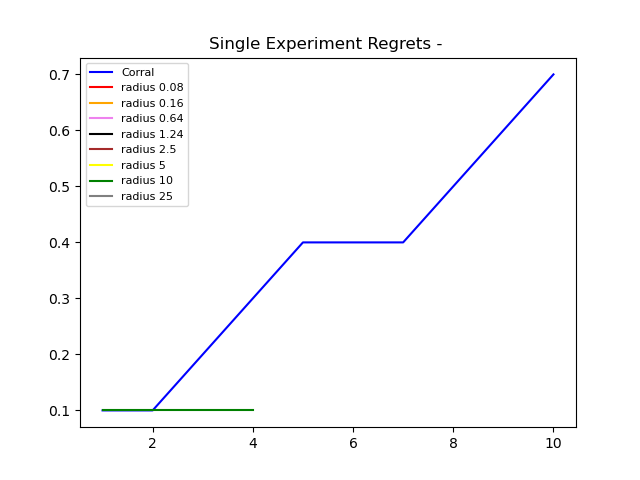 Single Experiment Regrets -
0.7
0.6
0.5
0.4
0.3
0.2
0.1
Corral
radius 0.08
radius 0.16
radius 0.64
radius 1.24
radius 2.5
radius 5
radius 10
radius 25
2 4 6 8 10